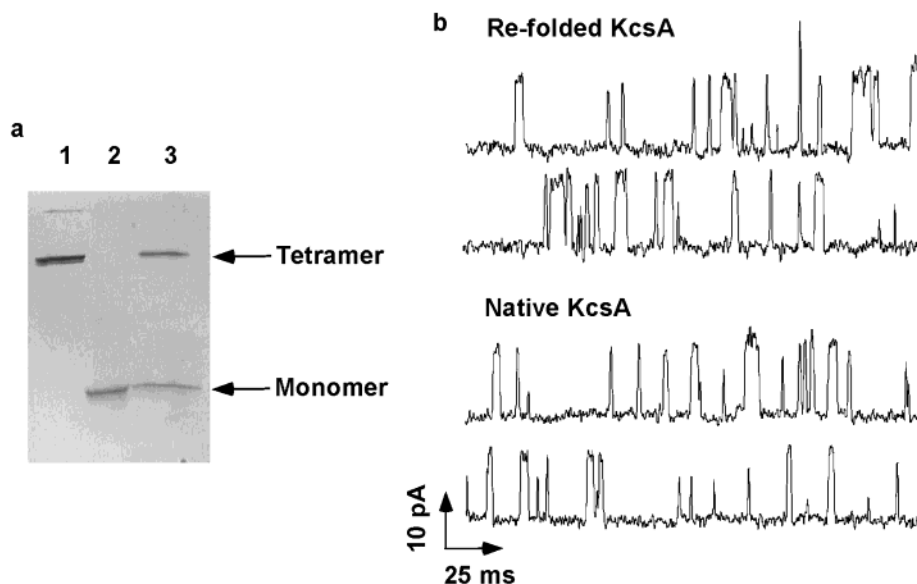 a
1 2 3
Tetramer
Monomer
b
Re-folded KcsA
Native KcsA
10 pA
25 ms